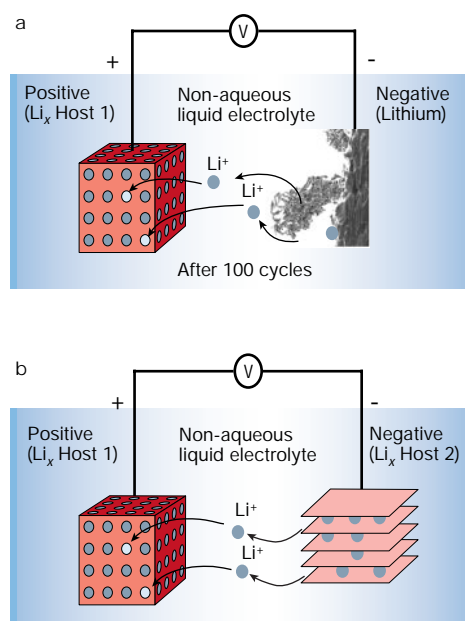 a
V
+
-
Positive
(Liₓ Host 1)
Non-aqueous
liquid electrolyte
Negative
(Lithium)
Li⁺
Li⁺
After 100 cycles
b
V
+
-
Positive
(Liₓ Host 1)
Non-aqueous
liquid electrolyte
Negative
(Liₓ Host 2)
Li⁺
Li⁺